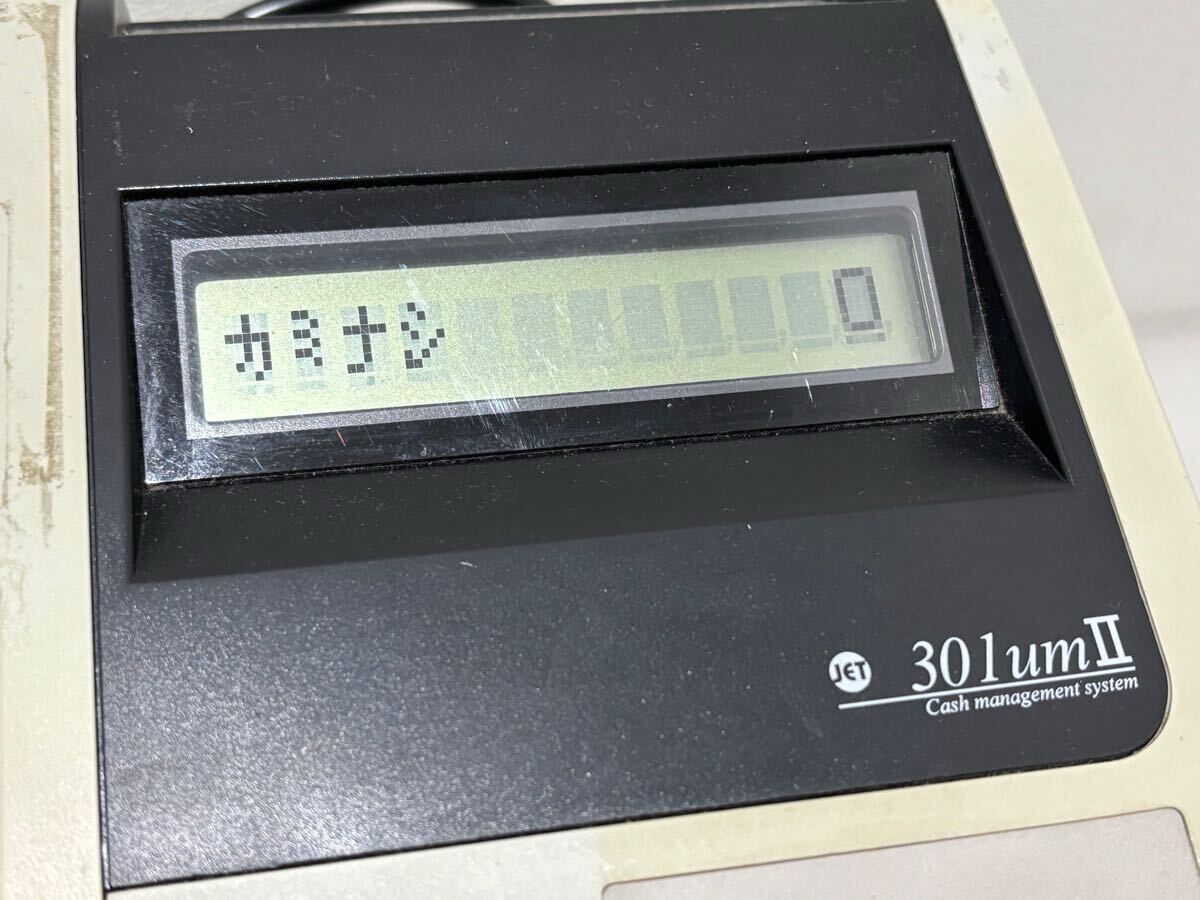 カミナシ 0
JET 301umII
Cash management system